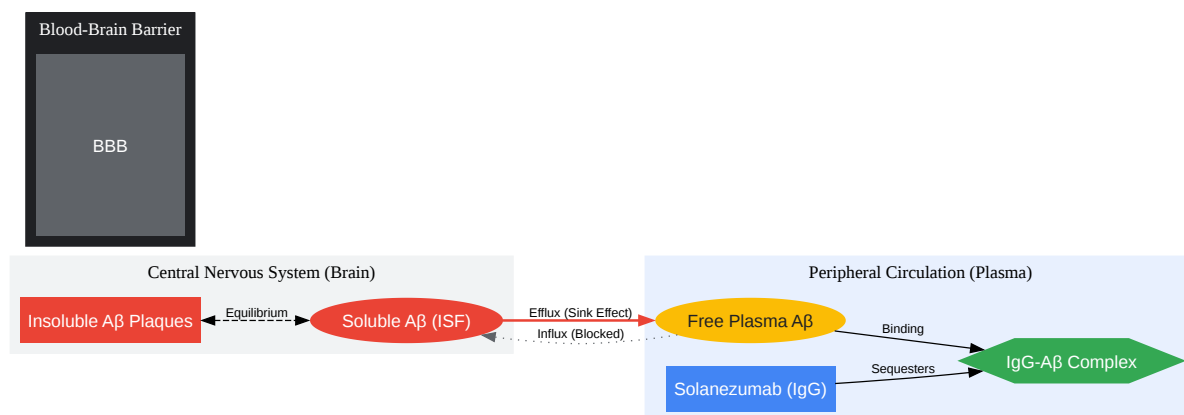 Blood-Brain Barrier
BBB
Central Nervous System (Brain)
Peripheral Circulation (Plasma)
Insoluble Aβ Plaques
Equilibrium
Soluble Aβ (ISF)
Efflux (Sink Effect)
Influx (Blocked)
Free Plasma Aβ
Binding
IgG-Aβ Complex
Solanezumab (IgG)
Sequesters